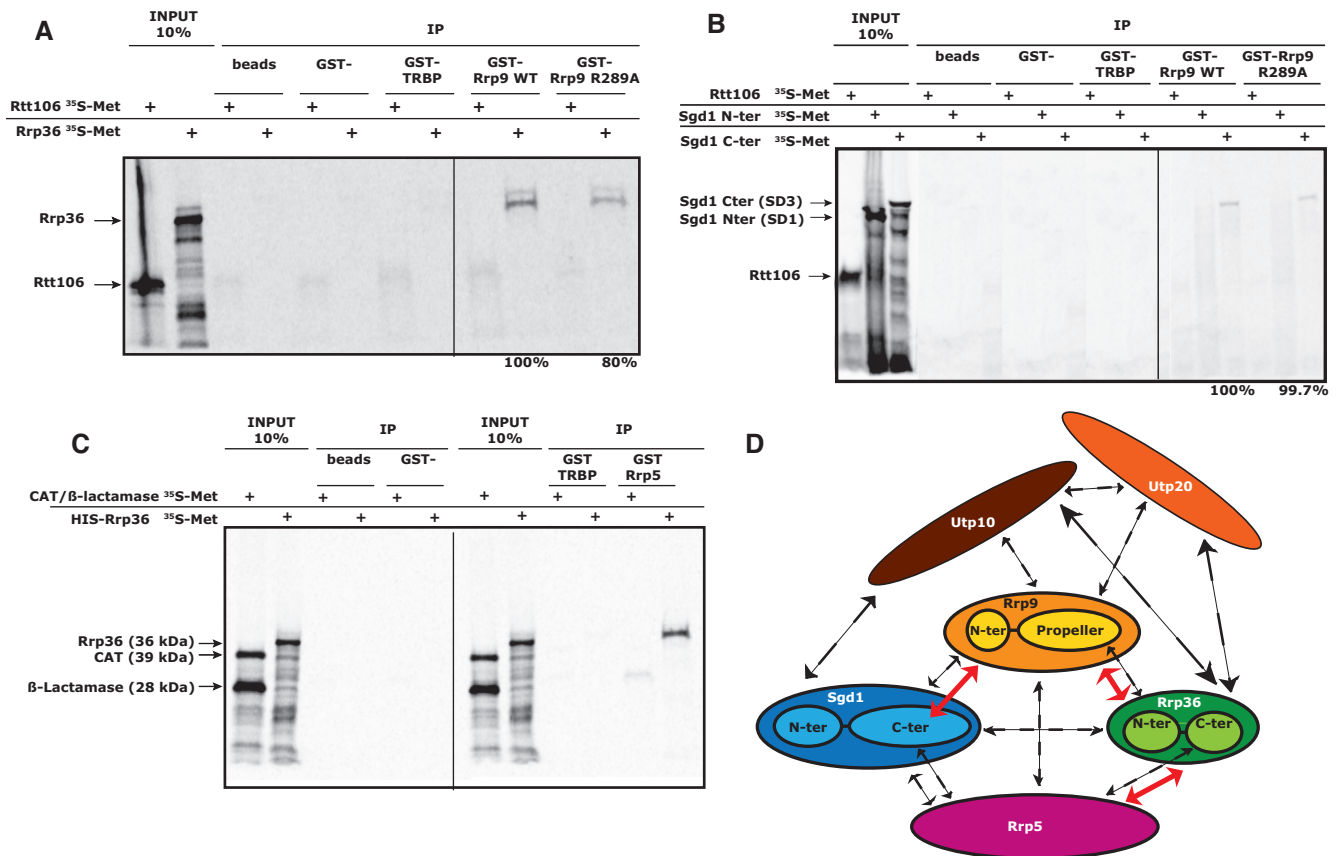 A
INPUT
10%
IP
beads
GST-
GST-
TRBP
GST-
Rrp9 WT
GST-
Rrp9 R289A
Rtt106 ³⁵S-Met + + + + + +
Rrp36 ³⁵S-Met + + + + + +
Rrp36
Rtt106
100% 80%
B
INPUT
10%
IP
beads
GST-
GST-
TRBP
GST-
Rrp9 WT
GST-Rrp9
R289A
Rtt106 ³⁵S-Met + + + + + +
Sgd1 N-ter ³⁵S-Met + + + + + +
Sgd1 C-ter ³⁵S-Met + + + + + +
Sgd1 Cter (SD3)
Sgd1 Nter (SD1)
Rtt106
100% 99.7%
C
INPUT
10%
IP
beads
GST-
INPUT
10%
IP
GST
TRBP
GST
Rrp5
CAT/ß-lactamase ³⁵S-Met + + + + + +
HIS-Rrp36 ³⁵S-Met + + + + + +
Rrp36 (36 kDa)
CAT (39 kDa)
ß-Lactamase (28 kDa)
D
Utp20
Utp10
Rrp9
N-ter Propeller
Sgd1
N-ter C-ter
Rrp36
N-ter C-ter
Rrp5